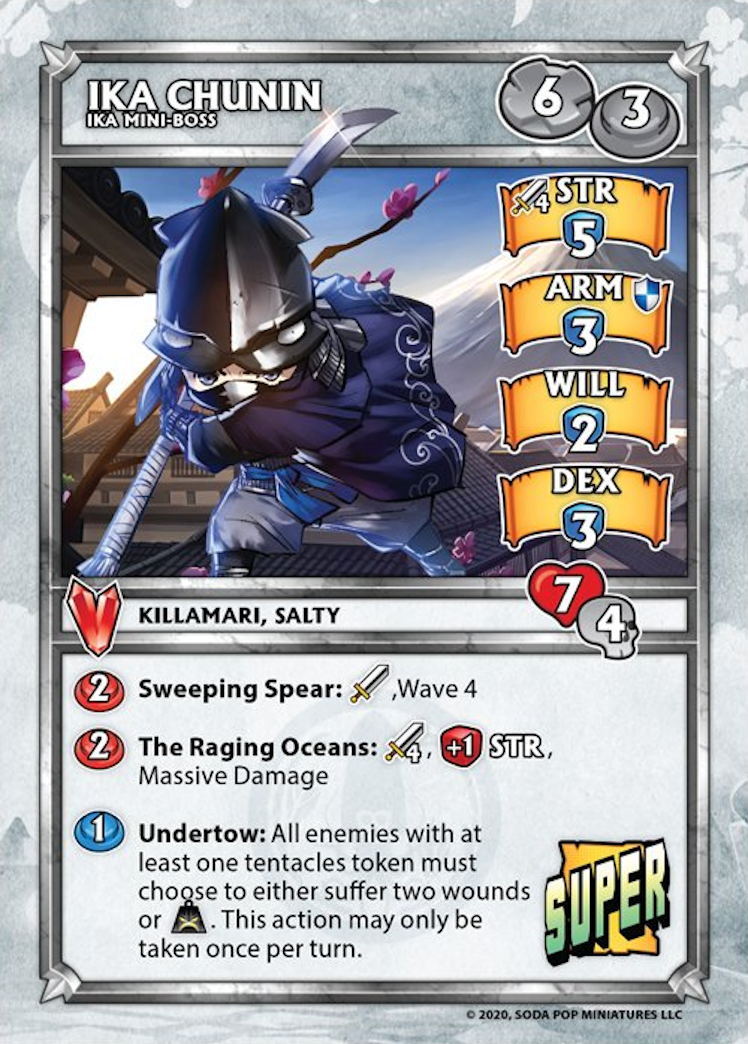 IKA CHUNIN
IKA MINI-BOSS
6 3
4 STR
5
ARM
3
WILL
2
DEX
3
7
4
KILLAMARI, SALTY
2 Sweeping Spear: ,Wave 4
2 The Raging Oceans: 4, +1 STR,
Massive Damage
1 Undertow: All enemies with at
least one tentacles token must
choose to either suffer two wounds
or . This action may only be
taken once per turn.
SUPER
© 2020, SODA POP MINIATURES LLC